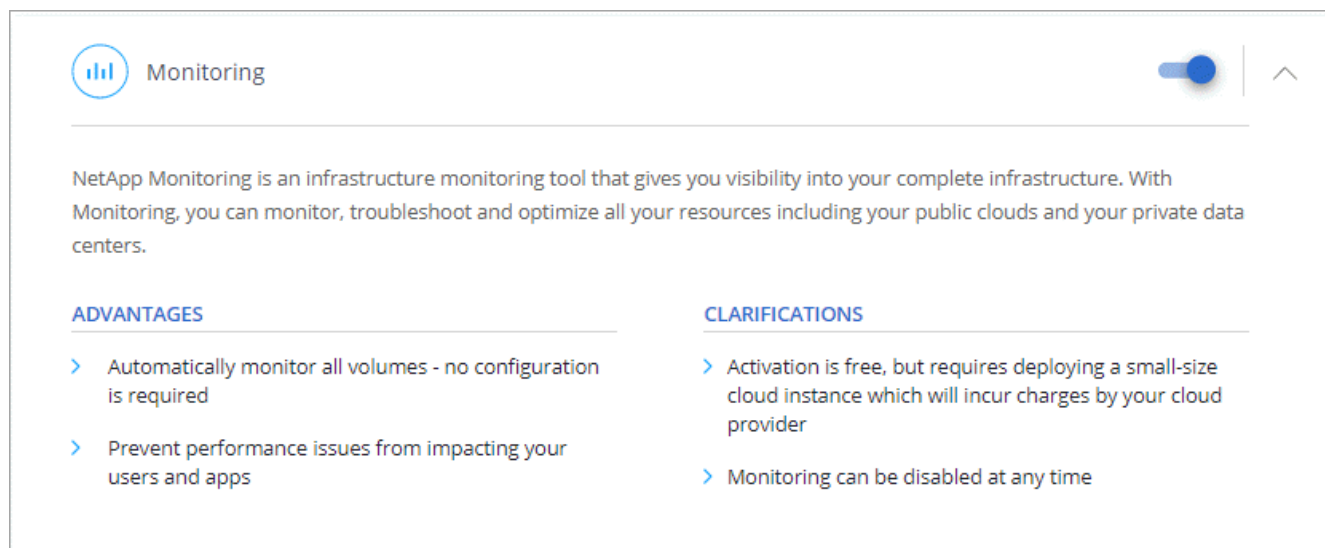 Monitoring
NetApp Monitoring is an infrastructure monitoring tool that gives you visibility into your complete infrastructure. With
Monitoring, you can monitor, troubleshoot and optimize all your resources including your public clouds and your private data
centers.
ADVANTAGES
Automatically monitor all volumes - no configuration
is required
Prevent performance issues from impacting your
users and apps
CLARIFICATIONS
Activation is free, but requires deploying a small-size
cloud instance which will incur charges by your cloud
provider
Monitoring can be disabled at any time